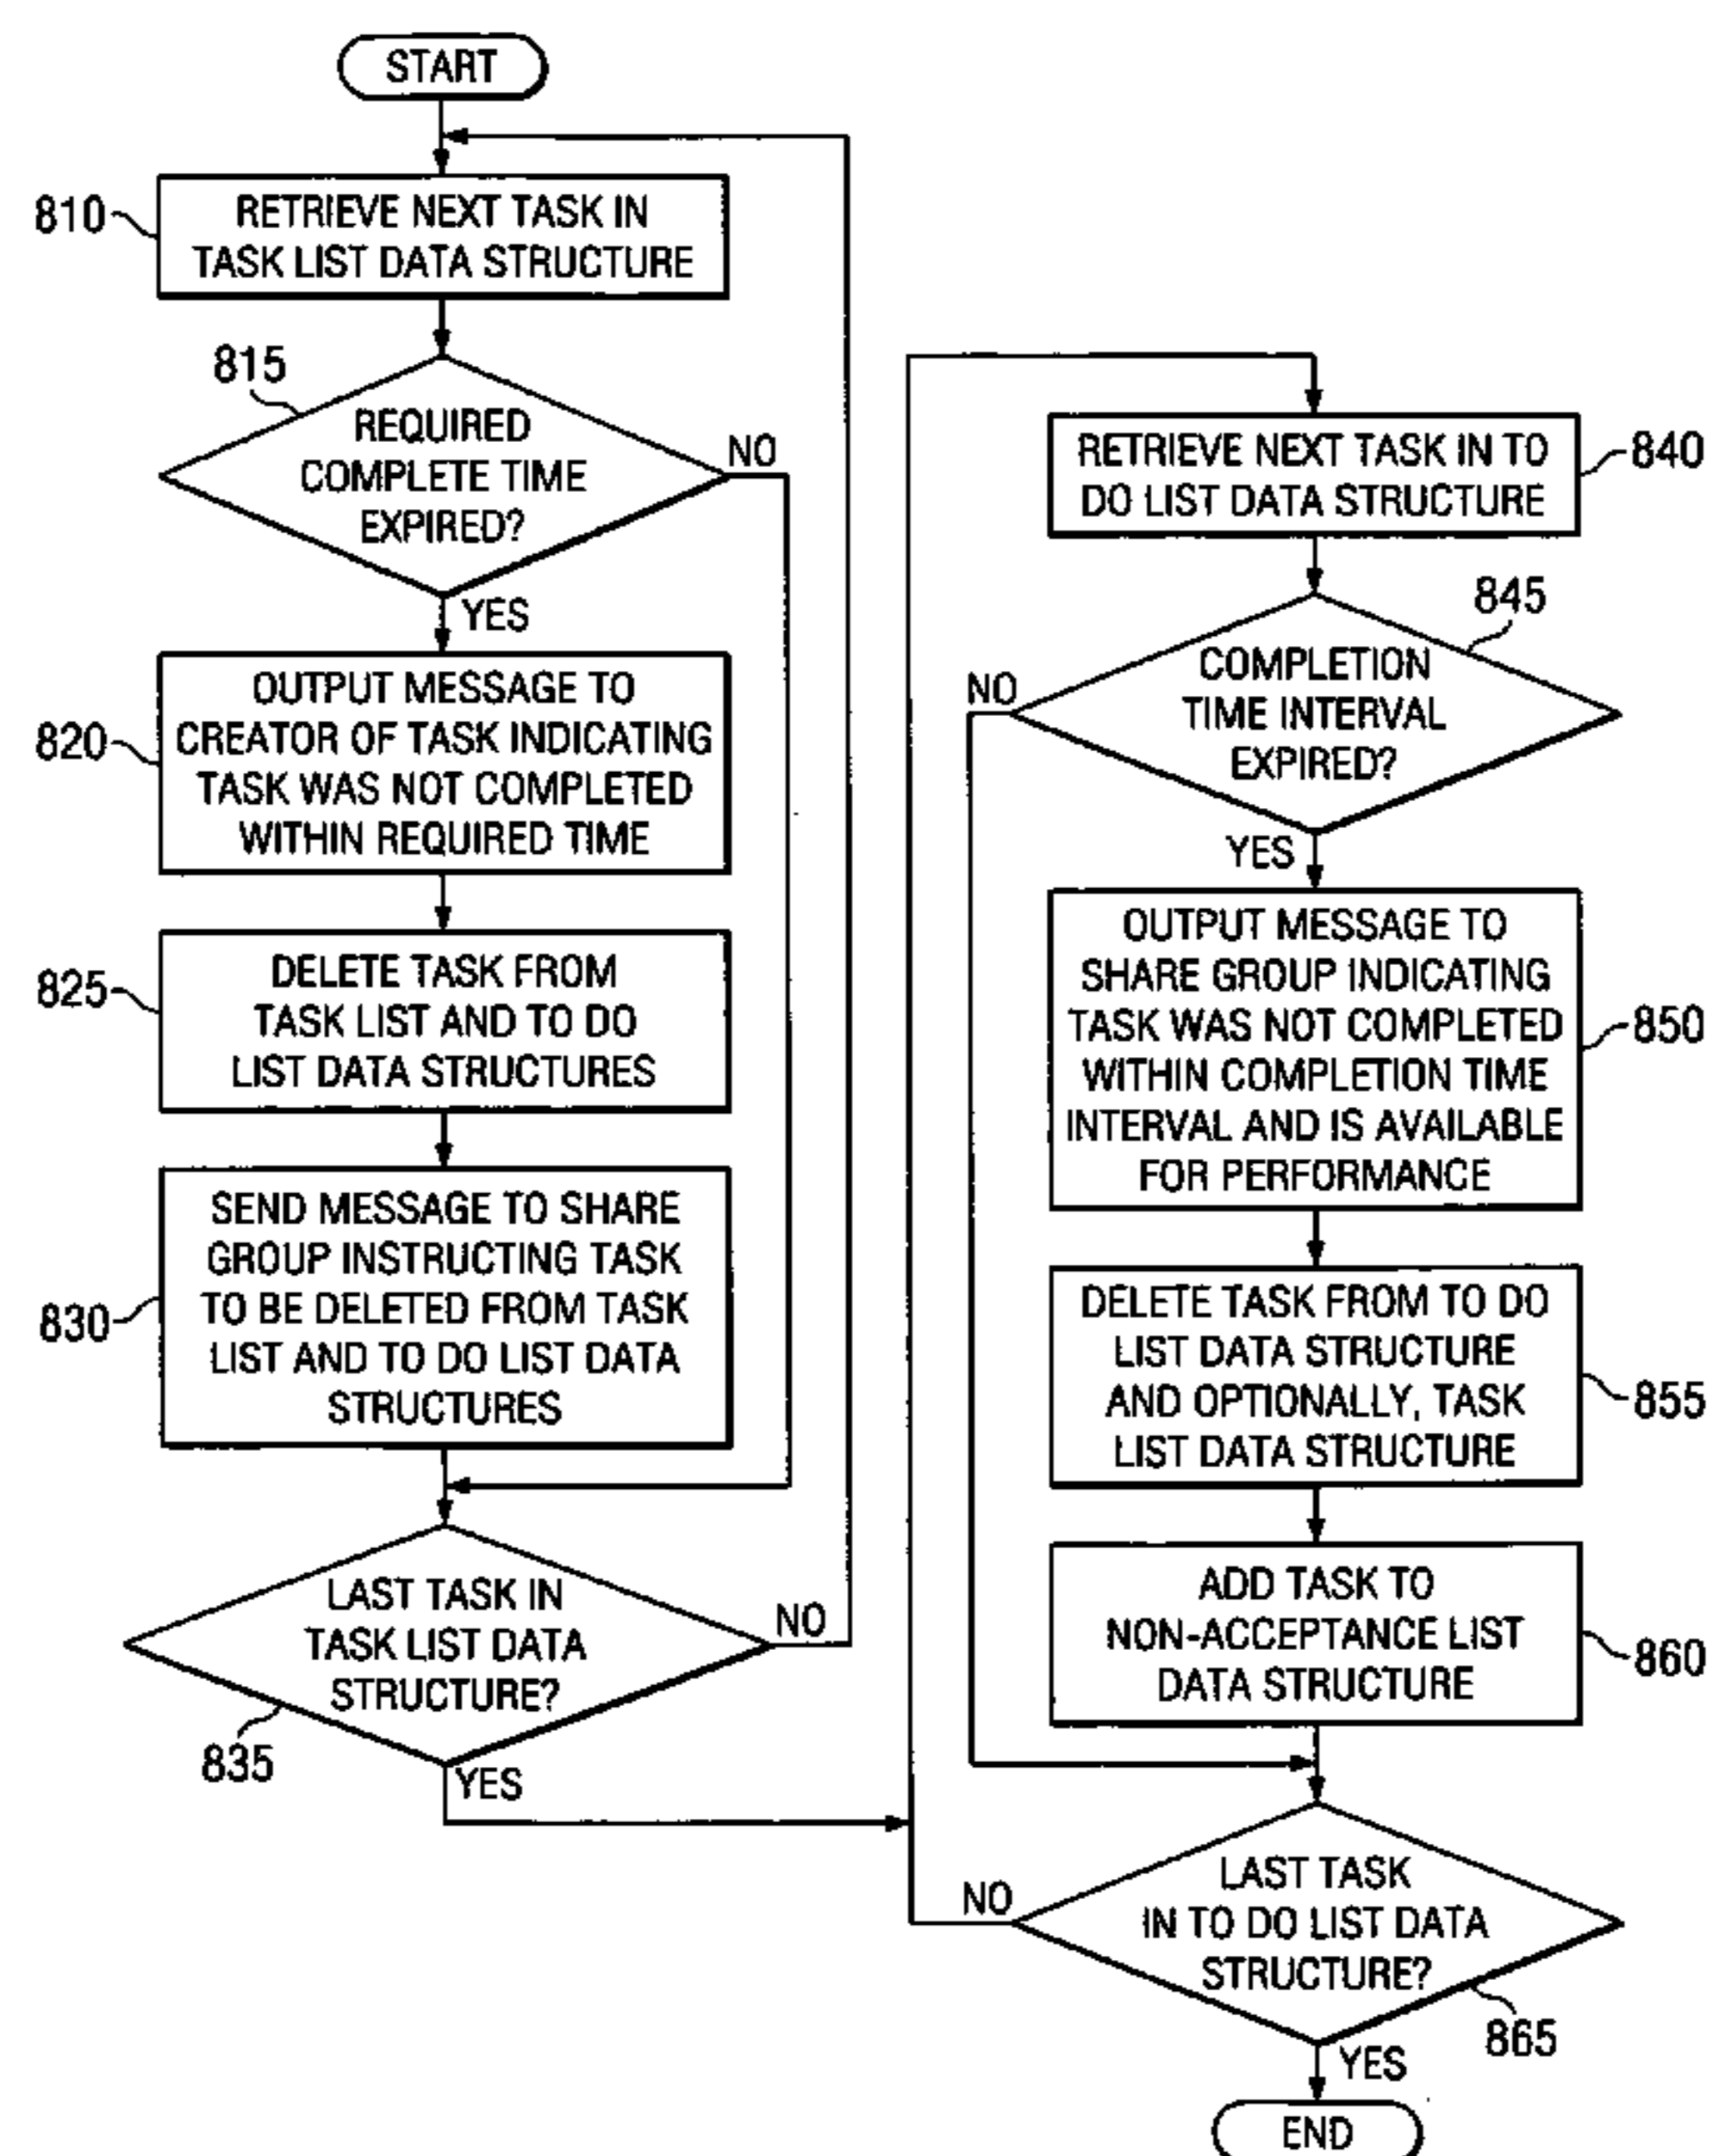 START
810
RETRIEVE NEXT TASK IN
TASK LIST DATA STRUCTURE
815
REQUIRED
COMPLETE TIME
EXPIRED?
NO
YES
820
OUTPUT MESSAGE TO
CREATOR OF TASK INDICATING
TASK WAS NOT COMPLETED
WITHIN REQUIRED TIME
825
DELETE TASK FROM
TASK LIST AND TO DO
LIST DATA STRUCTURES
830
SEND MESSAGE TO SHARE
GROUP INSTRUCTING TASK
TO BE DELETED FROM TASK
LIST AND TO DO LIST DATA
STRUCTURES
LAST TASK IN
TASK LIST DATA
STRUCTURE?
NO
835
YES
RETRIEVE NEXT TASK IN TO
DO LIST DATA STRUCTURE
840
845
COMPLETION
TIME INTERVAL
EXPIRED?
NO
YES
OUTPUT MESSAGE TO
SHARE GROUP INDICATING
TASK WAS NOT COMPLETED
WITHIN COMPLETION TIME
INTERVAL AND IS AVAILABLE
FOR PERFORMANCE
850
DELETE TASK FROM TO DO
LIST DATA STRUCTURE
AND OPTIONALLY, TASK
LIST DATA STRUCTURE
855
ADD TASK TO
NON-ACCEPTANCE LIST
DATA STRUCTURE
860
LAST TASK
IN TO DO LIST DATA
STRUCTURE?
NO
865
YES
END